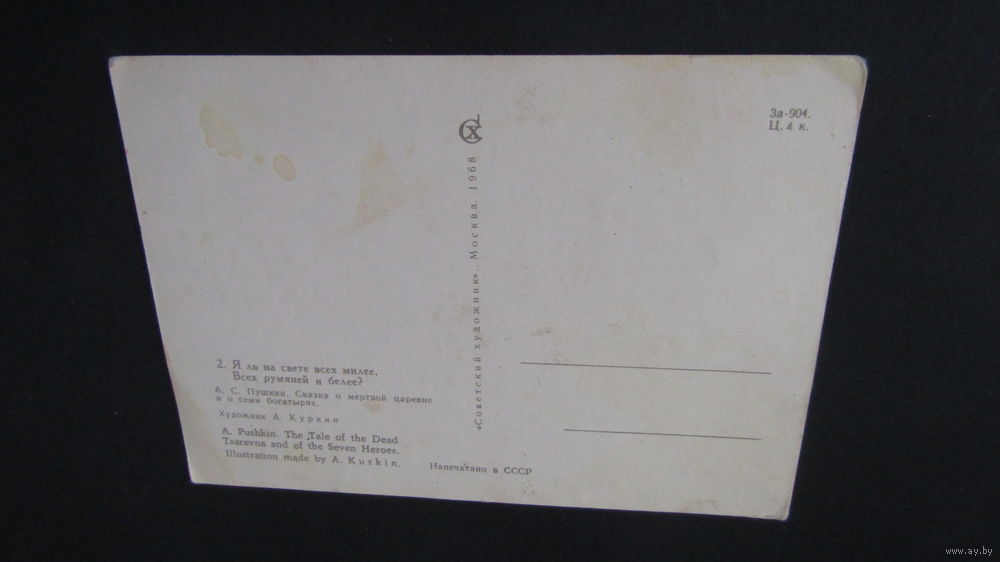 2. Я ль на свете всех милее,
Всех румяней и белее?
А. С. Пушкин. Сказка о мертвой царевне
и о семи богатырях.
Художник А. Куркин
A. Pushkin. The Tale of the Dead
Tsarevna and of the Seven Heroes.
Illustration made by A. Kurkin.
Напечатано в СССР
«Советский художник». Москва. 1968
СХ
За-904.
Ц. 4 к.
www.ay.by